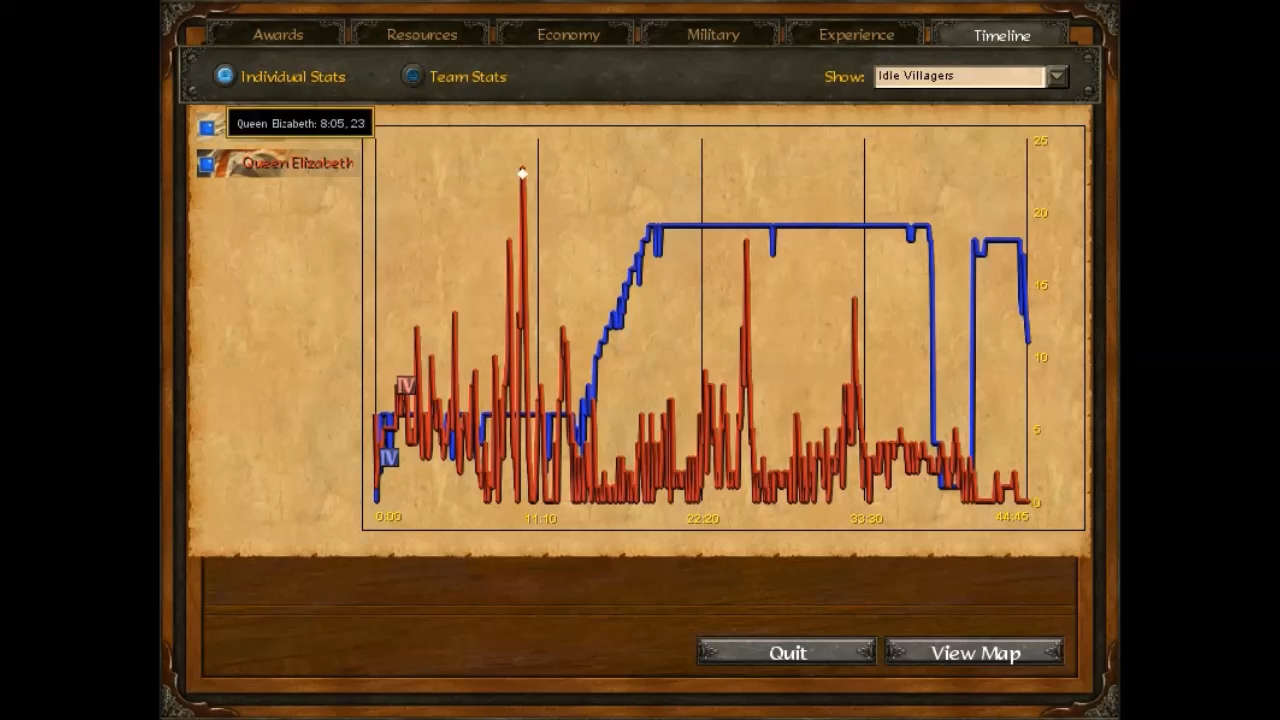 Awards Resources Economy Military Experience Timeline
Individual Stats Team Stats Show: Idle Villagers
Queen Elizabeth: 8:05, 23
Queen Elizabeth
25
20
15
10
5
0
IV
IV
0:00 11:10 22:20 33:30 44:45
Quit View Map